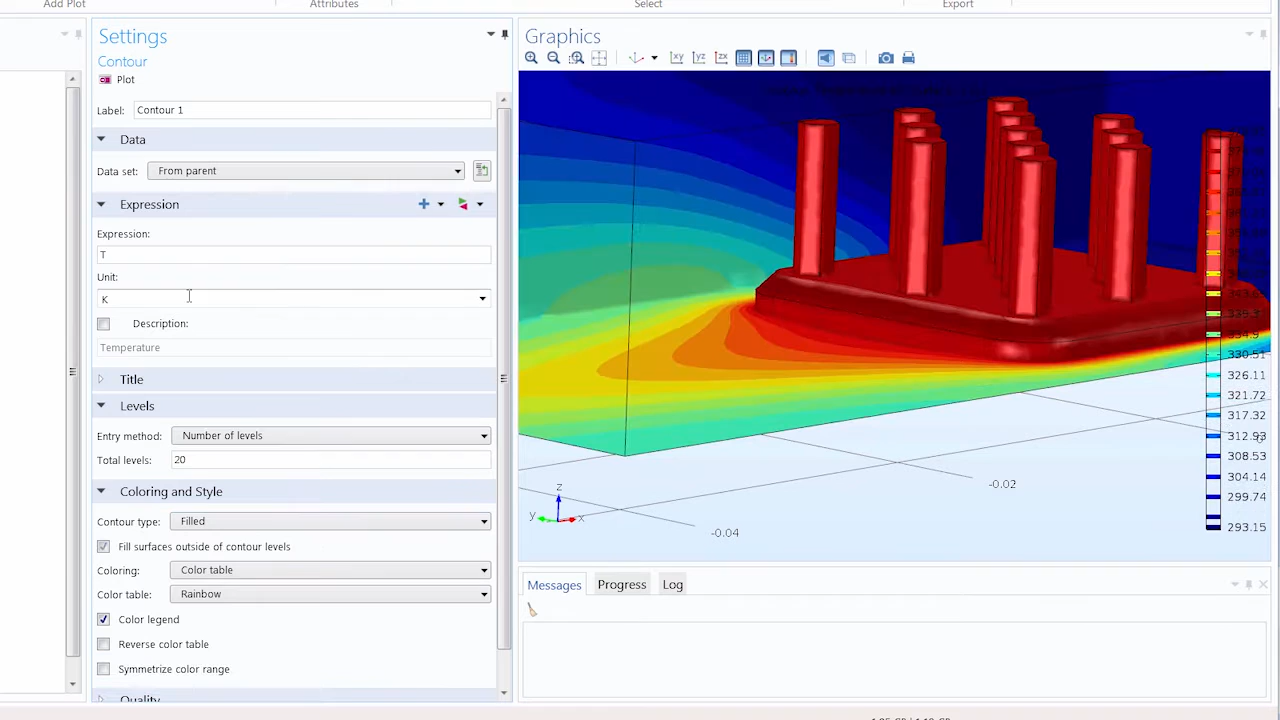 Add Plot
Attributes
Select
Export
Settings
Contour
Plot
Label:
Contour 1
Data
Data set:
From parent
Expression
Expression:
T
Unit:
K
Description:
Temperature
Title
Levels
Entry method:
Number of levels
Total levels:
20
Coloring and Style
Contour type:
Filled
Fill surfaces outside of contour levels
Coloring:
Color table
Color table:
Rainbow
Color legend
Reverse color table
Symmetrize color range
Quality
Graphics
xy
yz
zx
330.51
326.11
321.72
317.32
312.93
308.53
304.14
299.74
293.15
-0.02
-0.04
z
y
x
Messages
Progress
Log